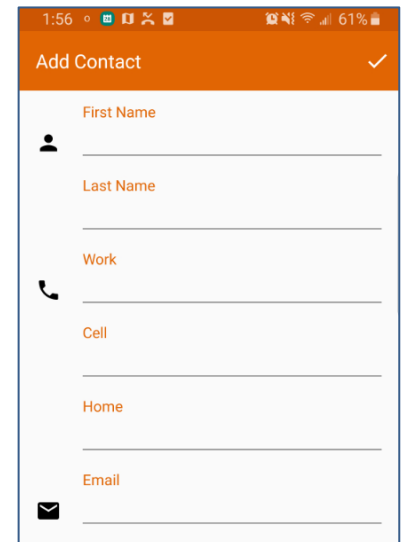 1:56 61%
Add Contact
First Name
Last Name
Work
Cell
Home
Email